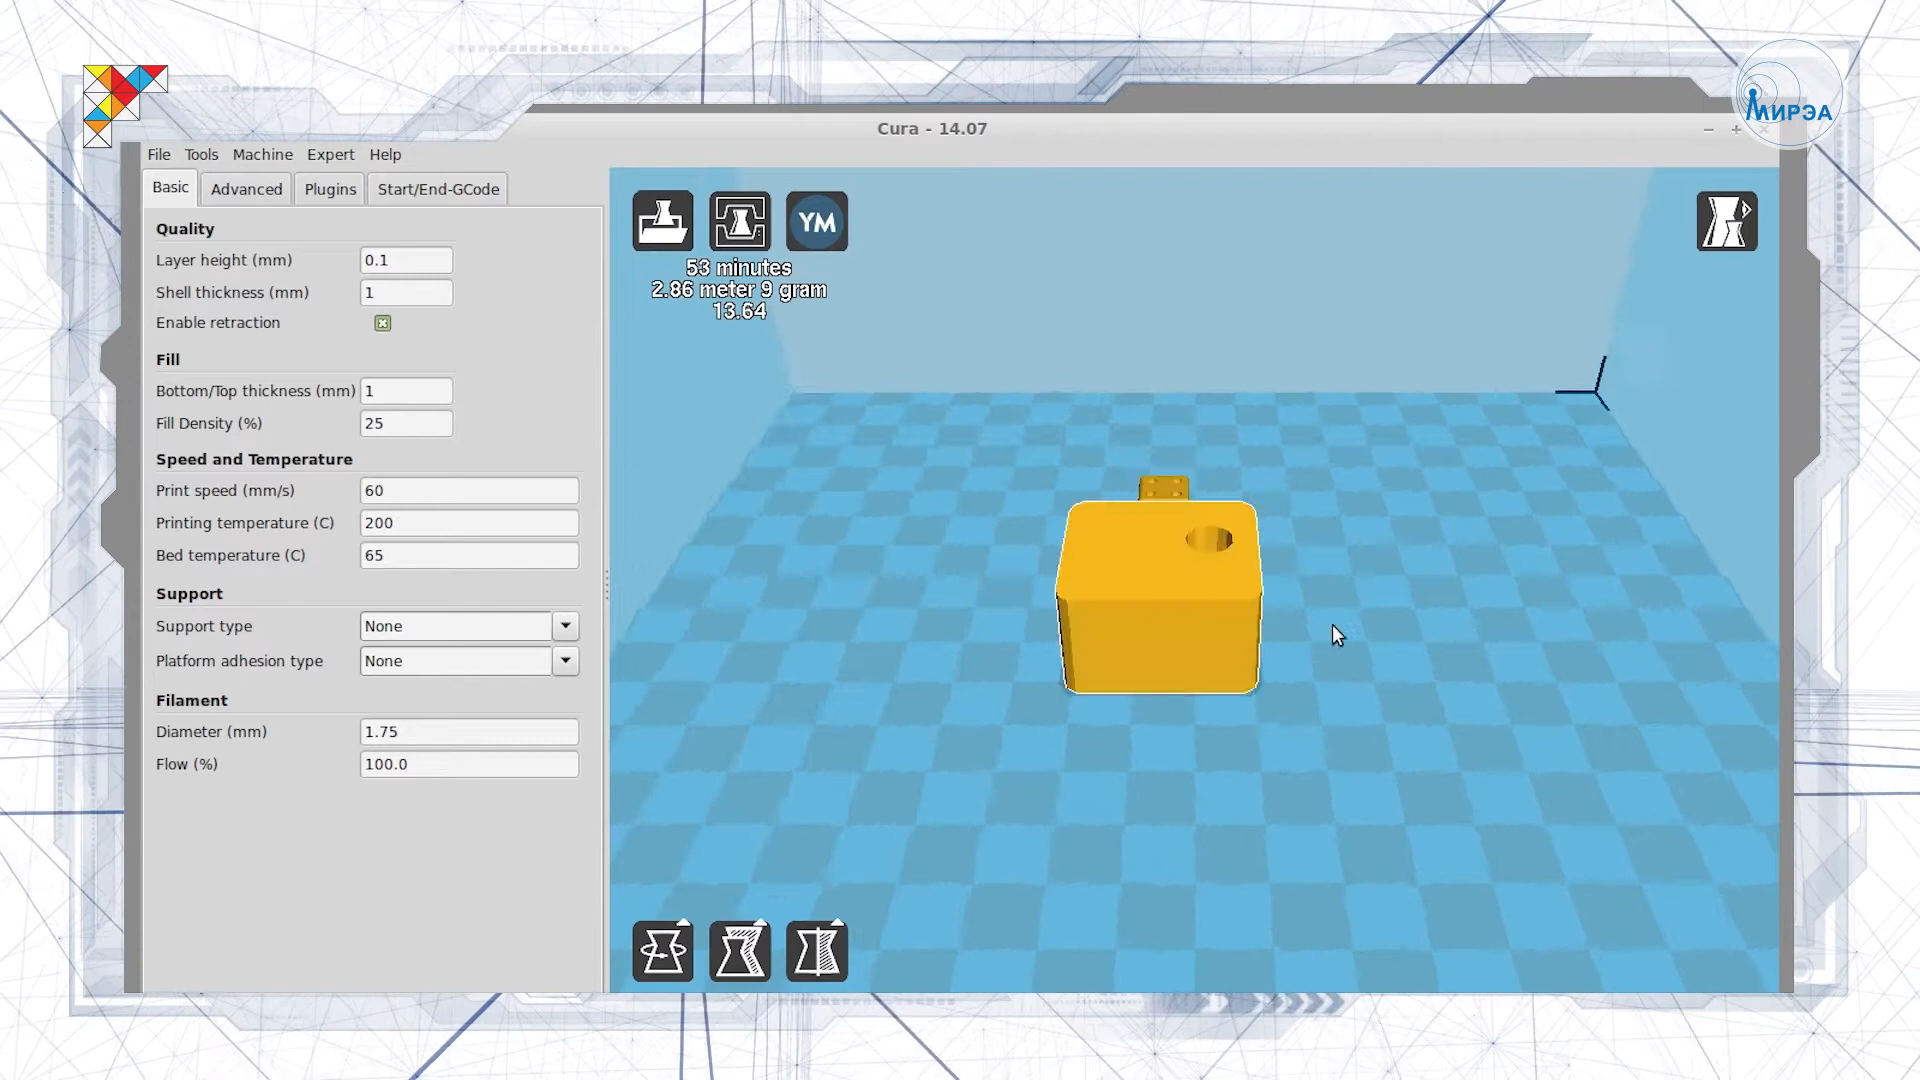 МИРЭА
Cura - 14.07
File Tools Machine Expert Help
Basic Advanced Plugins Start/End-GCode
Quality
Layer height (mm) 0.1
Shell thickness (mm) 1
Enable retraction
Fill
Bottom/Top thickness (mm) 1
Fill Density (%) 25
Speed and Temperature
Print speed (mm/s) 60
Printing temperature (C) 200
Bed temperature (C) 65
Support
Support type None
Platform adhesion type None
Filament
Diameter (mm) 1.75
Flow (%) 100.0
YM
53 minutes
2.86 meter 9 gram
13.64